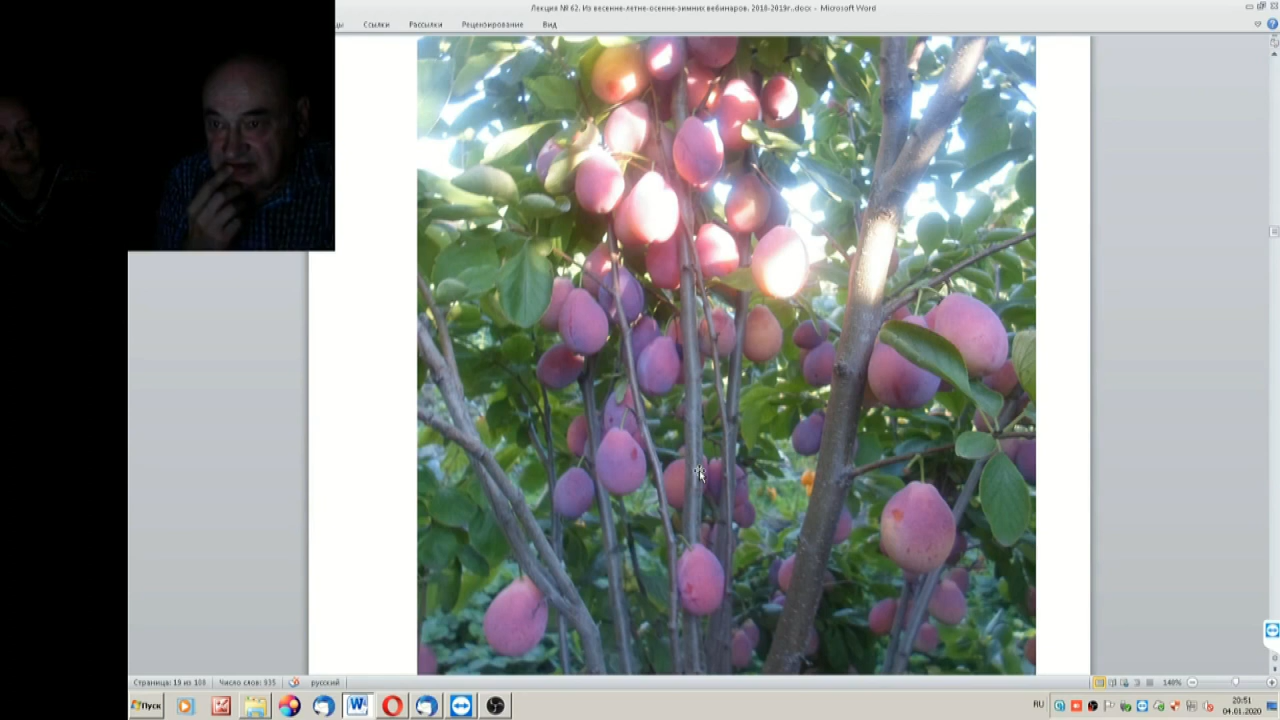 Лекция № 62. Из весенне-летне-осенне-зимних вебинаров. 2018-2019г..docx - Microsoft Word
Ссылки Рассылки Рецензирование Вид
Страница: 19 из 108 Число слов: 935 русский 140%
Пуск RU 20:51
04.01.2020